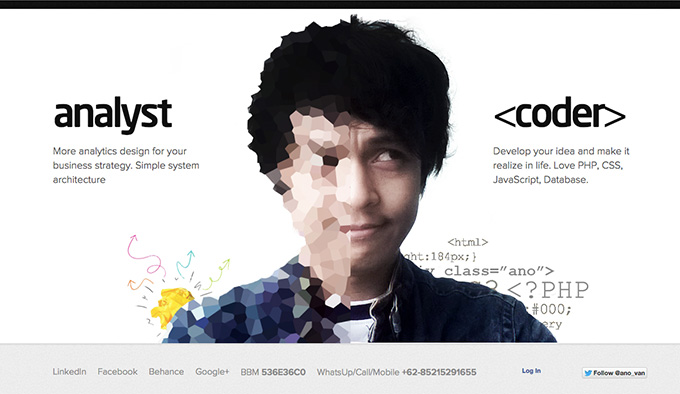 analyst
More analytics design for your
business strategy. Simple system
architecture
<coder>
Develop your idea and make it
realize in life. Love PHP, CSS,
JavaScript, Database.
<html>
ght:184px;}
class="ano">
?<?PHP
:#000;
ery
LinkedIn Facebook Behance Google+ BBM 536E36C0 WhatsUp/Call/Mobile +62-85215291655 Log In Follow @ano_van